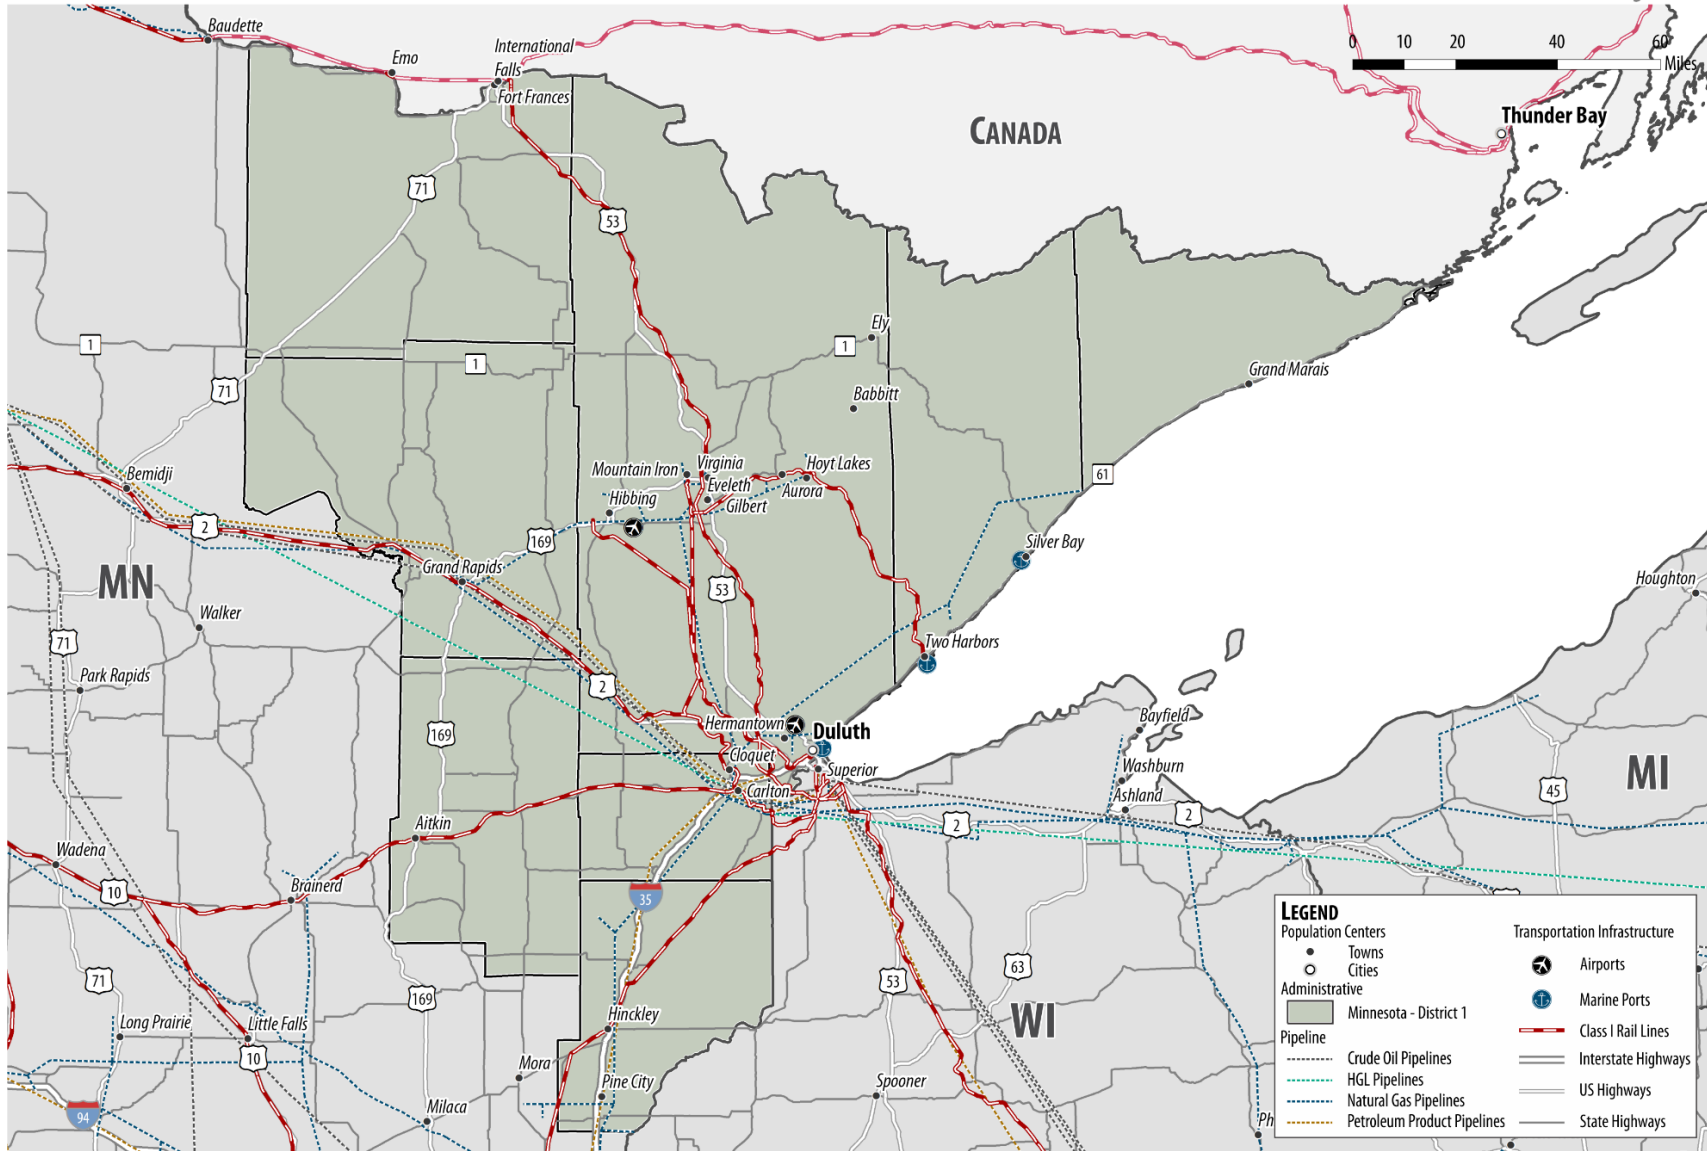 Baudette
Emo
International
Falls
Fort Frances
0 10 20 40 60
Miles
Thunder Bay
CANADA
71
53
1
1
1
71
Ely
Babbitt
Grand Marais
61
Bemidji
2
Mountain Iron
Virginia
Hoyt Lakes
Eveleth
Aurora
Hibbing
Gilbert
169
Silver Bay
MN
Grand Rapids
53
Houghton
Walker
71
Two Harbors
Park Rapids
2
169
Hermantown
Duluth
Bayfield
Cloquet
Superior
Washburn
MI
Carlton
Ashland
45
2
2
Aitkin
Wadena
10
Brainerd
35
71
169
53
63
WI
Long Prairie
Little Falls
10
Hinckley
Mora
Pine City
94
Milaca
Spooner
Ph
LEGEND
Population Centers
Towns
Cities
Administrative
Minnesota - District 1
Pipeline
Crude Oil Pipelines
HGL Pipelines
Natural Gas Pipelines
Petroleum Product Pipelines
Transportation Infrastructure
Airports
Marine Ports
Class I Rail Lines
Interstate Highways
US Highways
State Highways